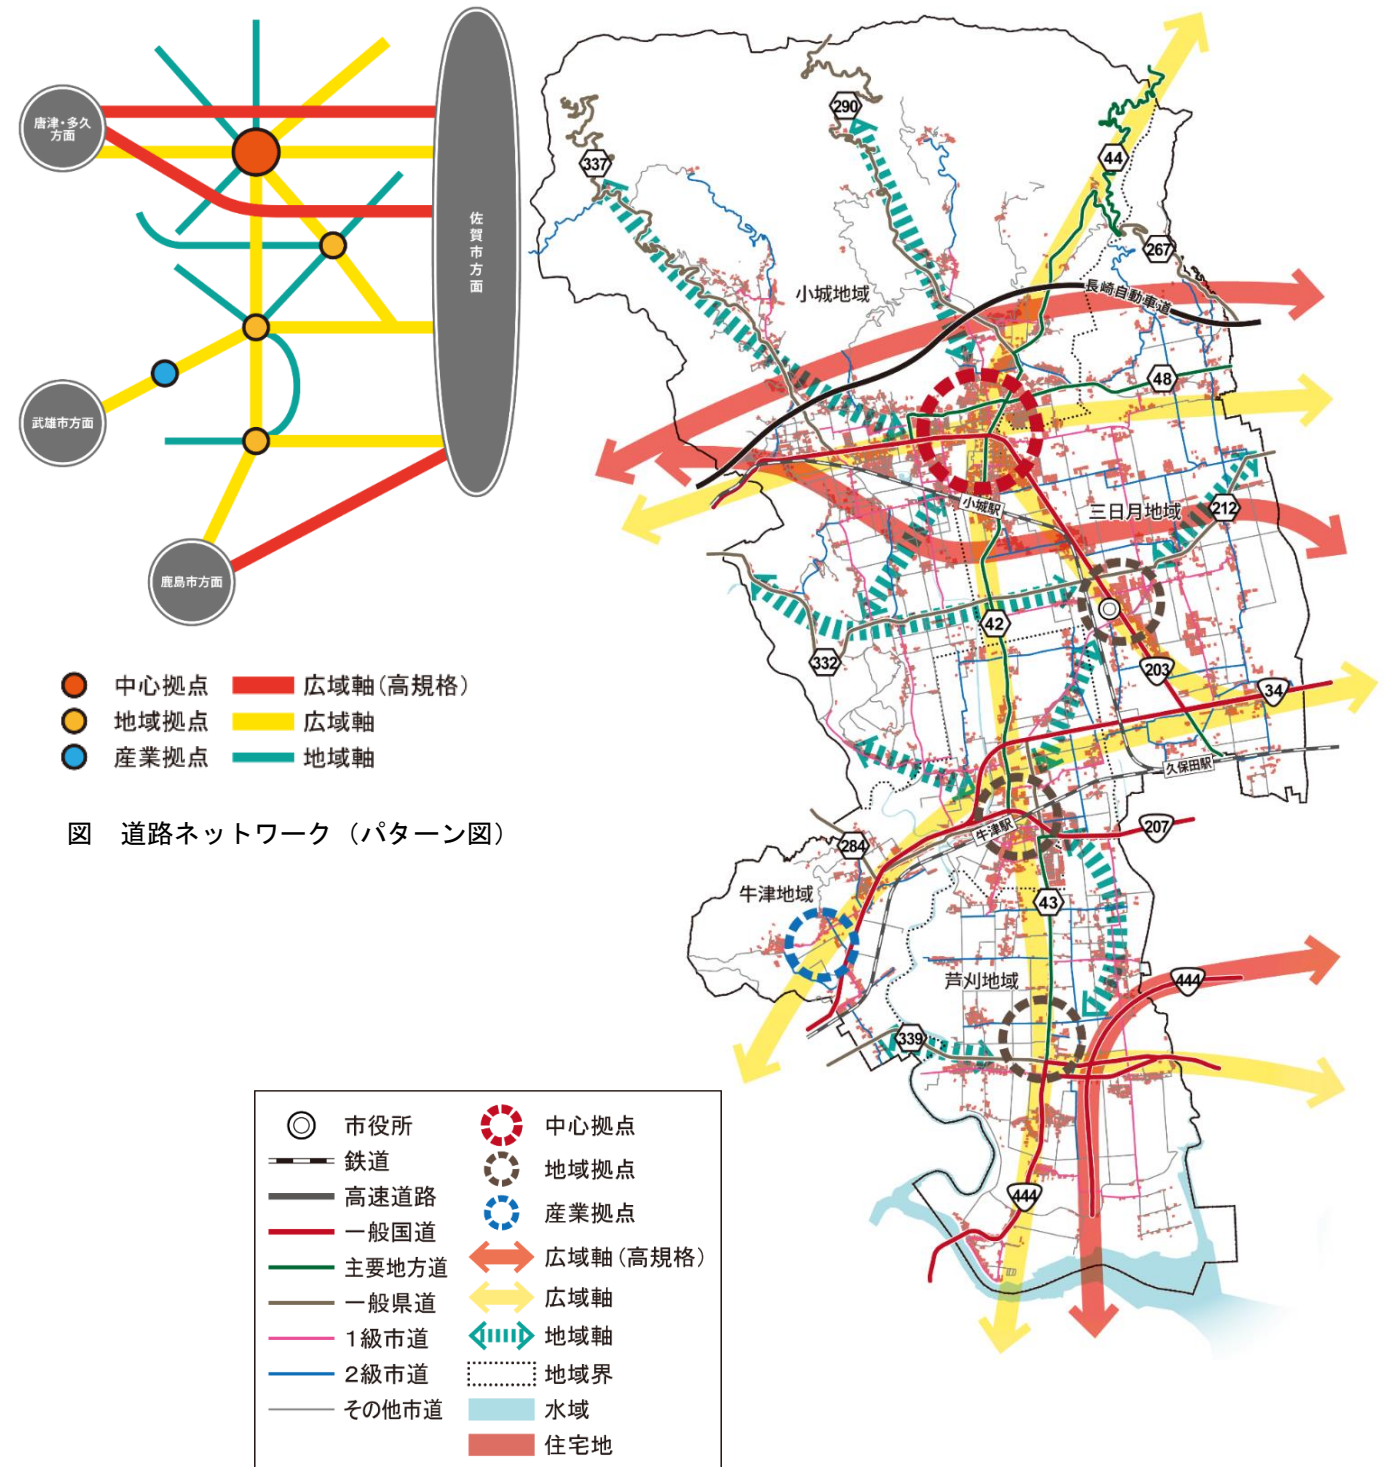 唐津・多久
方面
佐賀市方面
武雄市方面
鹿島市方面
中心拠点
広域軸(高規格)
地域拠点
広域軸
産業拠点
地域軸
図 道路ネットワーク（パターン図）
290
337
44
267
小城地域
長崎自動車道
48
小城駅
三日月地域
212
42
332
203
34
久保田駅
牛津駅
207
284
牛津地域
43
芦刈地域
444
339
444
市役所
鉄道
高速道路
一般国道
主要地方道
一般県道
1級市道
2級市道
その他市道
中心拠点
地域拠点
産業拠点
広域軸(高規格)
広域軸
地域軸
地域界
水域
住宅地